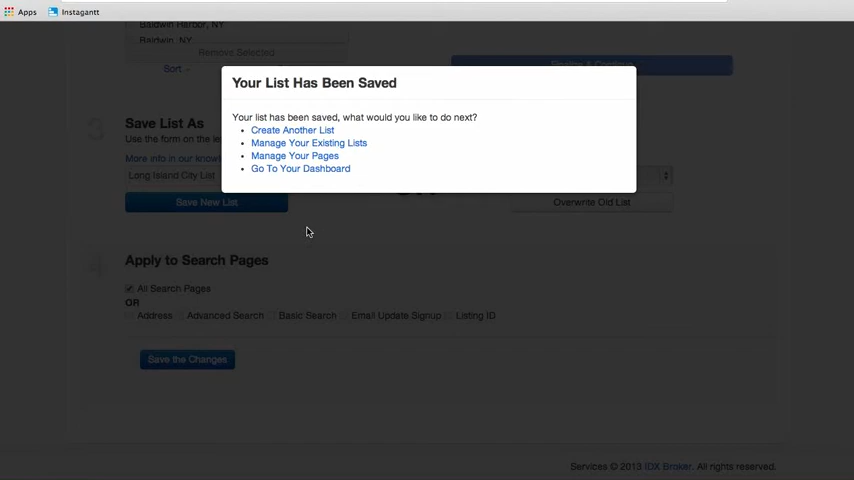 Apps Instagantt
Baldwin Harbor, NY
Baldwin, NY
Remove Selected
Sort
Your List Has Been Saved
Your list has been saved, what would you like to do next?
Create Another List
Manage Your Existing Lists
Manage Your Pages
Go To Your Dashboard
3
Save List As
Use the form on the le
More info in our know
Long Island City List
OR
Save New List
Overwrite Old List
4
Apply to Search Pages
All Search Pages
OR
Address Advanced Search Basic Search Email Update Signup Listing ID
Save the Changes
Services © 2013 IDX Broker. All rights reserved.